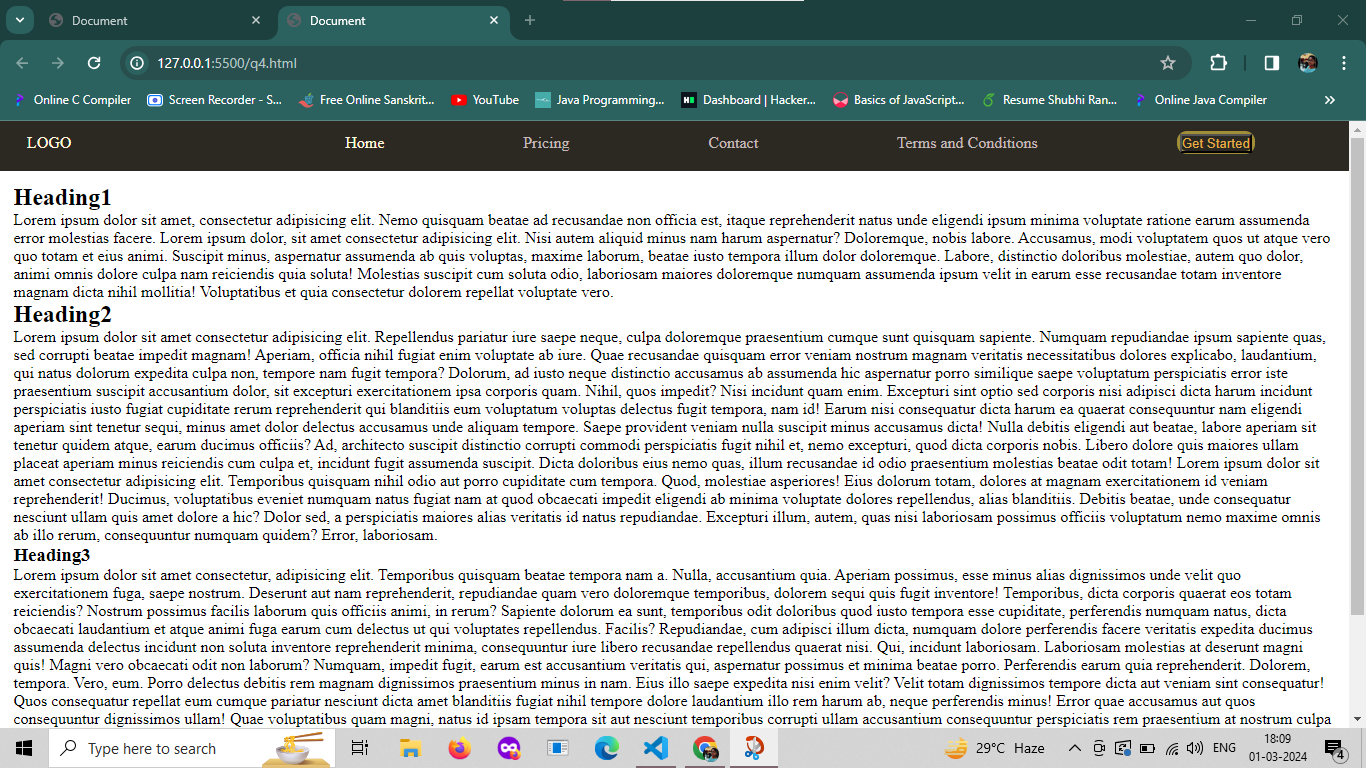 Document
Document
127.0.0.1:5500/q4.html
Online C Compiler
Screen Recorder - S...
Free Online Sanskrit...
YouTube
Java Programming...
Dashboard | Hacker...
Basics of JavaScript...
Resume Shubhi Ran...
Online Java Compiler
LOGO
Home
Pricing
Contact
Terms and Conditions
Get Started
Heading1
Lorem ipsum dolor sit amet, consectetur adipisicing elit. Nemo quisquam beatae ad recusandae non officia est, itaque reprehenderit natus unde eligendi ipsum minima voluptate ratione earum assumenda
error molestias facere. Lorem ipsum dolor, sit amet consectetur adipisicing elit. Nisi autem aliquid minus nam harum aspernatur? Doloremque, nobis labore. Accusamus, modi voluptatem quos ut atque vero
quo totam et eius animi. Suscipit minus, aspernatur assumenda ab quis voluptas, maxime laborum, beatae iusto tempora illum dolor doloremque. Labore, distinctio doloribus molestiae, autem quo dolor,
animi omnis dolore culpa nam reiciendis quia soluta! Molestias suscipit cum soluta odio, laboriosam maiores doloremque numquam assumenda ipsum velit in earum esse recusandae totam inventore
magnam dicta nihil mollitia! Voluptatibus et quia consectetur dolorem repellat voluptate vero.
Heading2
Lorem ipsum dolor sit amet consectetur adipisicing elit. Repellendus pariatur iure saepe neque, culpa doloremque praesentium cumque sunt quisquam sapiente. Numquam repudiandae ipsum sapiente quas,
sed corrupti beatae impedit magnam! Aperiam, officia nihil fugiat enim voluptate ab iure. Quae recusandae quisquam error veniam nostrum magnam veritatis necessitatibus dolores explicabo, laudantium,
qui natus dolorum expedita culpa non, tempore nam fugit tempora? Dolorum, ad iusto neque distinctio accusamus ab assumenda hic aspernatur porro similique saepe voluptatum perspiciatis error iste
praesentium suscipit accusantium dolor, sit excepturi exercitationem ipsa corporis quam. Nihil, quos impedit? Nisi incidunt quam enim. Excepturi sint optio sed corporis nisi adipisci dicta harum incidunt
perspiciatis iusto fugiat cupiditate rerum reprehenderit qui blanditiis eum voluptatum voluptas delectus fugit tempora, nam id! Earum nisi consequatur dicta harum ea quaerat consequuntur nam eligendi
aperiam sint tenetur sequi, minus amet dolor delectus accusamus unde aliquam tempore. Saepe provident veniam nulla suscipit minus accusamus dicta! Nulla debitis eligendi aut beatae, labore aperiam sit
tenetur quidem atque, earum ducimus officiis? Ad, architecto suscipit distinctio corrupti commodi perspiciatis fugit nihil et, nemo excepturi, quod dicta corporis nobis. Libero dolore quis maiores ullam
placeat aperiam minus reiciendis cum culpa et, incidunt fugit assumenda suscipit. Dicta doloribus eius nemo quas, illum recusandae id odio praesentium molestias beatae odit totam! Lorem ipsum dolor sit
amet consectetur adipisicing elit. Temporibus quisquam nihil odio aut porro cupiditate cum tempora. Quod, molestiae asperiores! Eius dolorum totam, dolores at magnam exercitationem id veniam
reprehenderit! Ducimus, voluptatibus eveniet numquam natus fugiat nam at quod obcaecati impedit eligendi ab minima voluptate dolores repellendus, alias blanditiis. Debitis beatae, unde consequatur
nesciunt ullam quis amet dolore a hic? Dolor sed, a perspiciatis maiores alias veritatis id natus repudiandae. Excepturi illum, autem, quas nisi laboriosam possimus officiis voluptatum nemo maxime omnis
ab illo rerum, consequuntur numquam quidem? Error, laboriosam.
Heading3
Lorem ipsum dolor sit amet consectetur, adipisicing elit. Temporibus quisquam beatae tempora nam a. Nulla, accusantium quia. Aperiam possimus, esse minus alias dignissimos unde velit quo
exercitationem fuga, saepe nostrum. Deserunt aut nam reprehenderit, repudiandae quam vero doloremque temporibus, dolorem sequi quis fugit inventore! Temporibus, dicta corporis quaerat eos totam
reiciendis? Nostrum possimus facilis laborum quis officiis animi, in rerum? Sapiente dolorum ea sunt, temporibus odit doloribus quod iusto tempora esse cupiditate, perferendis numquam natus, dicta
obcaecati laudantium et atque animi fuga earum cum delectus ut qui voluptates repellendus. Facilis? Repudiandae, cum adipisci illum dicta, numquam dolore perferendis facere veritatis expedita ducimus
assumenda delectus incidunt non soluta inventore reprehenderit minima, consequuntur iure libero recusandae repellendus quaerat nisi. Qui, incidunt laboriosam. Laboriosam molestias at deserunt magni
quis! Magni vero obcaecati odit non laborum? Numquam, impedit fugit, earum est accusantium veritatis qui, aspernatur possimus et minima beatae porro. Perferendis earum quia reprehenderit. Dolorem,
tempora. Vero, eum. Porro delectus debitis rem magnam dignissimos praesentium minus in nam. Eius illo saepe expedita nisi enim velit? Velit totam dignissimos tempore dicta aut veniam sint consequatur!
Quos consequatur repellat eum cumque pariatur nesciunt dicta amet blanditiis fugiat nihil tempore dolore laudantium illo rem harum ab, neque perferendis minus! Error quae accusamus aut quos
consequuntur dignissimos ullam! Quae voluptatibus quam magni, natus id ipsam tempora sit aut nesciunt temporibus corrupti ullam accusantium consequuntur perspiciatis rem praesentium at nostrum culpa
Type here to search
29°C Haze
ENG
18:09
01-03-2024
4